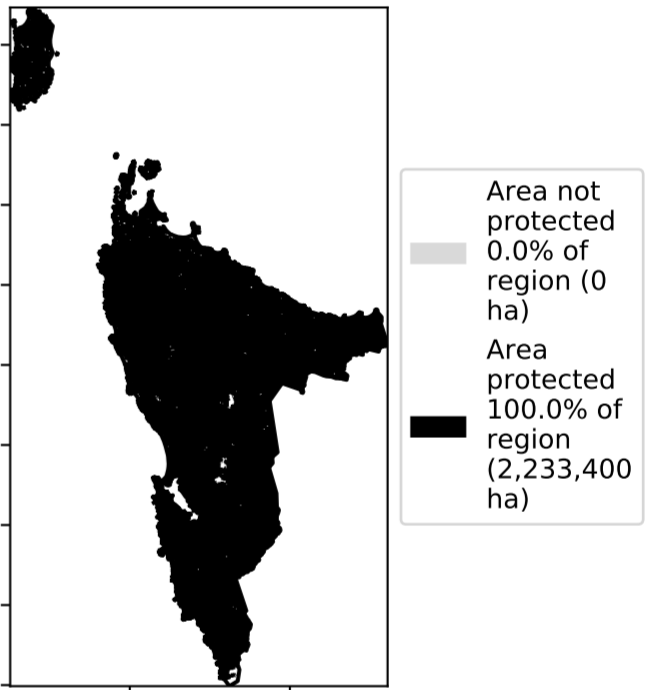 Area not
protected
0.0% of
region (0
ha)
Area
protected
100.0% of
region
(2,233,400
ha)